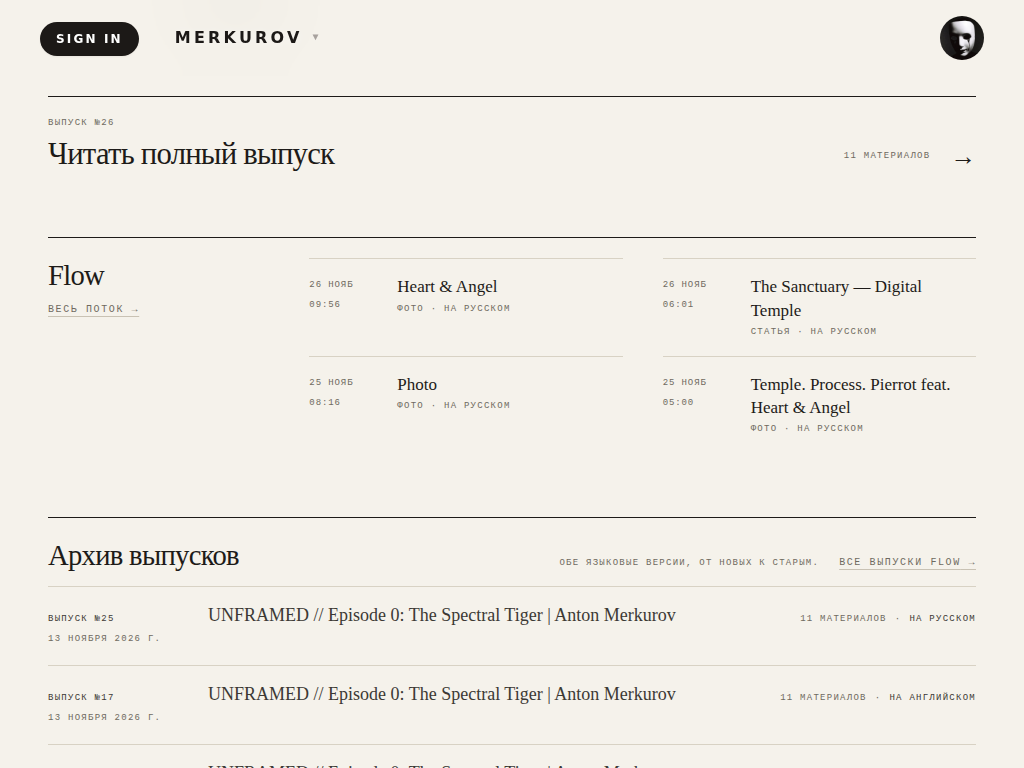 SIGN IN
MERKUROV ▼
ВЫПУСК №26
Читать полный выпуск
11 МАТЕРИАЛОВ →
Flow
ВЕСЬ ПОТОК →
26 НОЯБ
09:56
Heart & Angel
ФОТО · НА РУССКОМ
26 НОЯБ
06:01
The Sanctuary — Digital
Temple
СТАТЬЯ · НА РУССКОМ
25 НОЯБ
08:16
Photo
ФОТО · НА РУССКОМ
25 НОЯБ
05:00
Temple. Process. Pierrot feat.
Heart & Angel
ФОТО · НА РУССКОМ
Архив выпусков
ОБЕ ЯЗЫКОВЫЕ ВЕРСИИ, ОТ НОВЫХ К СТАРЫМ.
ВСЕ ВЫПУСКИ FLOW →
ВЫПУСК №25
13 НОЯБРЯ 2026 Г.
UNFRAMED // Episode 0: The Spectral Tiger | Anton Merkurov
11 МАТЕРИАЛОВ · НА РУССКОМ
ВЫПУСК №17
13 НОЯБРЯ 2026 Г.
UNFRAMED // Episode 0: The Spectral Tiger | Anton Merkurov
11 МАТЕРИАЛОВ · НА АНГЛИЙСКОМ